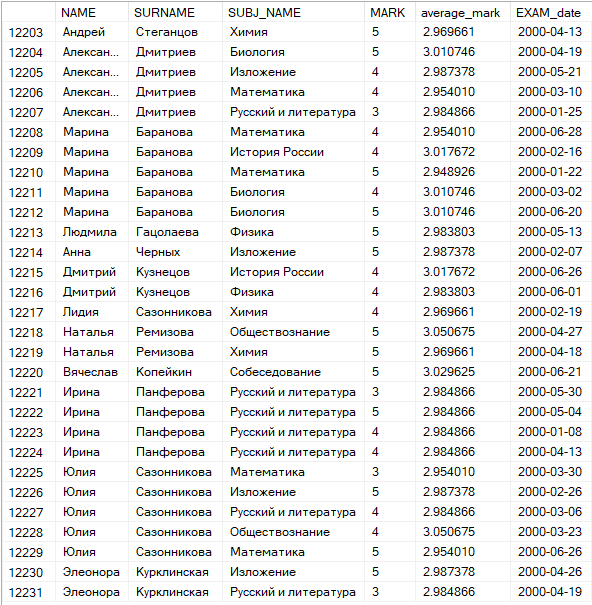 NAME SURNAME SUBJ_NAME MARK average_mark EXAM_date
12203 Андрей Стеганцов Химия 5 2.969661 2000-04-13
12204 Алексан... Дмитриев Биология 5 3.010746 2000-04-19
12205 Алексан... Дмитриев Изложение 4 2.987378 2000-05-21
12206 Алексан... Дмитриев Математика 4 2.954010 2000-03-10
12207 Алексан... Дмитриев Русский и литература 3 2.984866 2000-01-25
12208 Марина Баранова Математика 4 2.954010 2000-06-28
12209 Марина Баранова История России 4 3.017672 2000-02-16
12210 Марина Баранова Математика 5 2.948926 2000-01-22
12211 Марина Баранова Биология 4 3.010746 2000-03-02
12212 Марина Баранова Биология 5 3.010746 2000-06-20
12213 Людмила Гацолаева Физика 5 2.983803 2000-05-13
12214 Анна Черных Изложение 5 2.987378 2000-02-07
12215 Дмитрий Кузнецов История России 4 3.017672 2000-06-26
12216 Дмитрий Кузнецов Физика 4 2.983803 2000-06-01
12217 Лидия Сазонникова Химия 4 2.969661 2000-02-19
12218 Наталья Ремизова Обществознание 5 3.050675 2000-04-27
12219 Наталья Ремизова Химия 5 2.969661 2000-04-18
12220 Вячеслав Копейкин Собеседование 5 3.029625 2000-06-21
12221 Ирина Панферова Русский и литература 3 2.984866 2000-05-30
12222 Ирина Панферова Русский и литература 5 2.984866 2000-05-04
12223 Ирина Панферова Русский и литература 4 2.984866 2000-01-08
12224 Ирина Панферова Русский и литература 4 2.984866 2000-04-13
12225 Юлия Сазонникова Математика 3 2.954010 2000-03-30
12226 Юлия Сазонникова Изложение 5 2.987378 2000-02-26
12227 Юлия Сазонникова Русский и литература 4 2.984866 2000-03-06
12228 Юлия Сазонникова Обществознание 4 3.050675 2000-03-23
12229 Юлия Сазонникова Математика 5 2.954010 2000-06-26
12230 Элеонора Курклинская Изложение 5 2.987378 2000-04-26
12231 Элеонора Курклинская Русский и литература 3 2.984866 2000-04-19